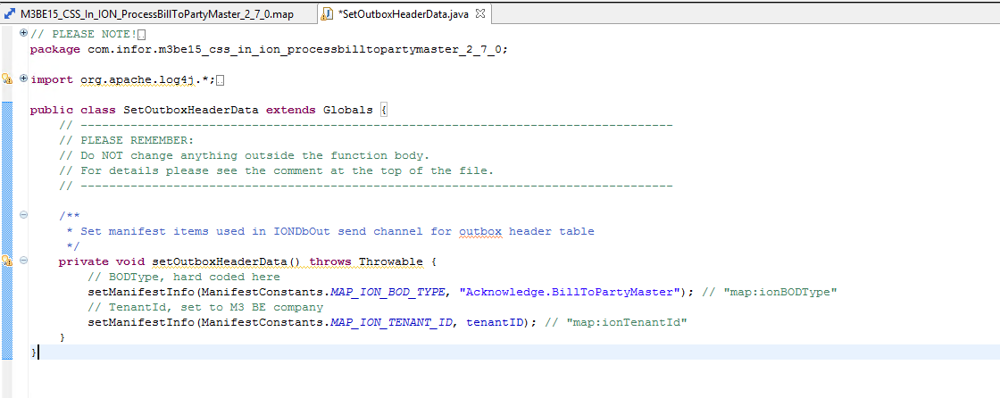 M3BE15_CSS_In_ION_ProcessBillToPartyMaster_2_7_0.map
*SetOutboxHeaderData.java
// PLEASE NOTE!
package com.infor.m3be15_css_in_ion_processbilltopartymaster_2_7_0;
import org.apache.log4j.*;
public class SetOutboxHeaderData extends Globals {
// -----------------------------------------------------------------------------------
// PLEASE REMEMBER:
// Do NOT change anything outside the function body.
// For details please see the comment at the top of the file.
// -----------------------------------------------------------------------------------
/**
* Set manifest items used in IONDbOut send channel for outbox header table
*/
private void setOutboxHeaderData() throws Throwable {
// BODType, hard coded here
setManifestInfo(ManifestConstants.MAP_ION_BOD_TYPE, "Acknowledge.BillToPartyMaster"); // "map:ionBODType"
// TenantId, set to M3 BE company
setManifestInfo(ManifestConstants.MAP_ION_TENANT_ID, tenantID); // "map:ionTenantId"
}
}